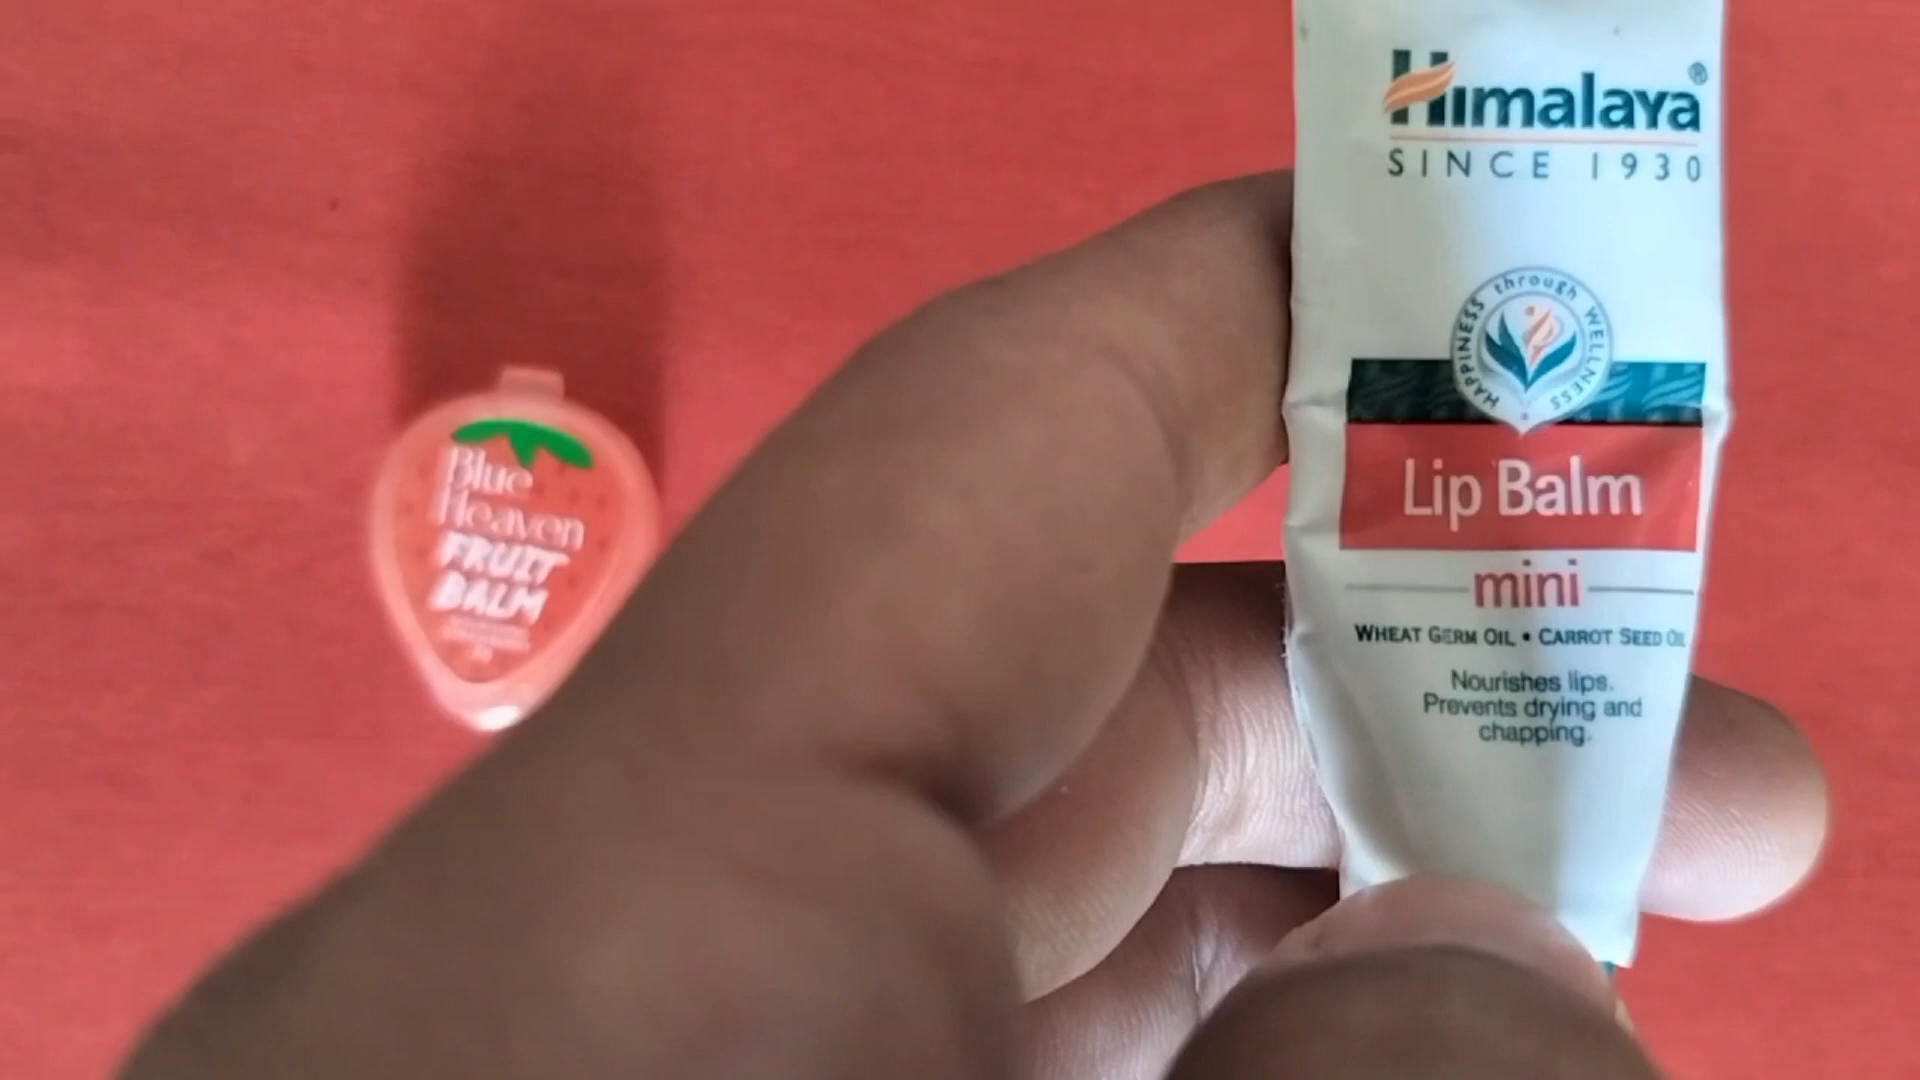 Himalaya®
SINCE 1930
HAPPINESS through WELLNESS
Lip Balm
mini
WHEAT GERM OIL • CARROT SEED OIL
Nourishes lips.
Prevents drying and
chapping.
Blue
Heaven
FRUIT
BALM